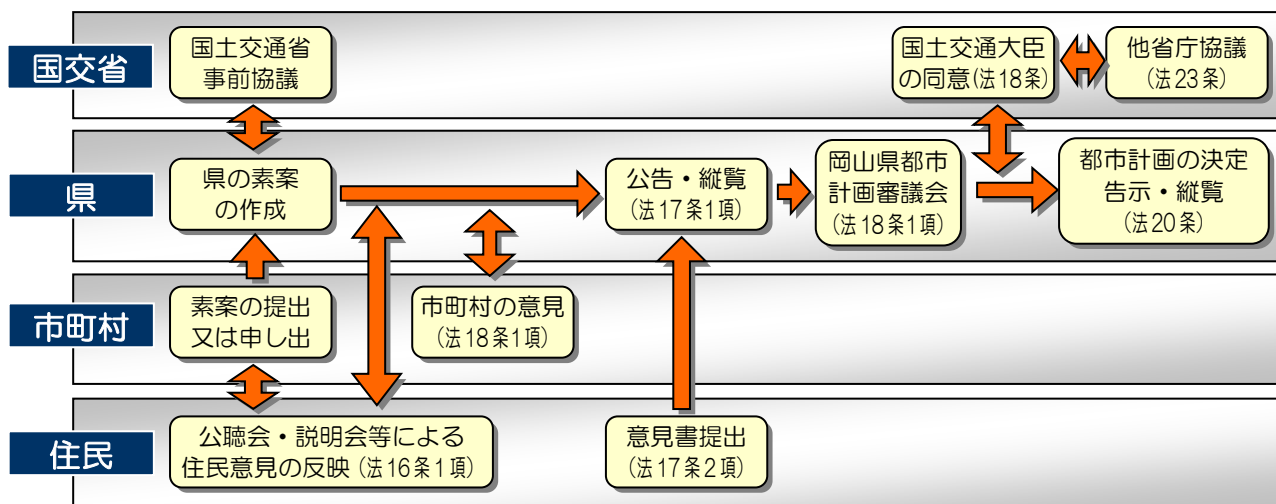 国交省
国土交通省
事前協議
国土交通大臣
の同意(法18条)
他省庁協議
(法23条)
県
県の素案
の作成
公告・縦覧
(法17条1項)
岡山県都市
計画審議会
(法18条1項)
都市計画の決定
告示・縦覧
(法20条)
市町村
素案の提出
又は申し出
市町村の意見
(法18条1項)
住民
公聴会・説明会等による
住民意見の反映(法16条1項)
意見書提出
(法17条2項)